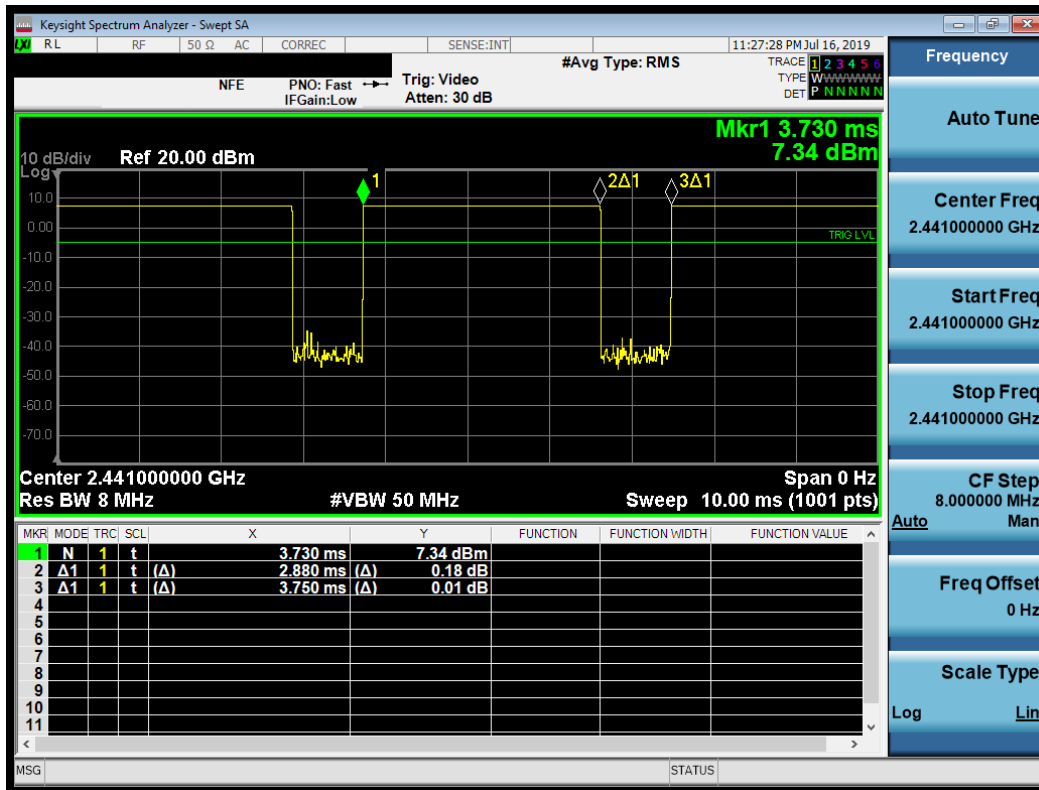 Keysight Spectrum Analyzer - Swept SA
LXI RL RF 50 Ω AC CORREC SENSE:INT 11:27:28 PM Jul 16, 2019
#Avg Type: RMS TRACE 1 2 3 4 5 6
TYPE WWWWWW
DET P N N N N N
NFE PNO: Fast Trig: Video
IFGain:Low Atten: 30 dB
Mkr1 3.730 ms
7.34 dBm
10 dB/div Ref 20.00 dBm
Log
1 2Δ1 3Δ1
10.0
0.00
TRIG LVL
-10.0
-20.0
-30.0
-40.0
-50.0
-60.0
-70.0
Center 2.441000000 GHz Span 0 Hz
Res BW 8 MHz #VBW 50 MHz Sweep 10.00 ms (1001 pts)
MKR MODE TRC SCL X Y FUNCTION FUNCTION WIDTH FUNCTION VALUE
1 N 1 t 3.730 ms 7.34 dBm
2 Δ1 1 t (Δ) 2.880 ms (Δ) 0.18 dB
3 Δ1 1 t (Δ) 3.750 ms (Δ) 0.01 dB
4
5
6
7
8
9
10
11
MSG STATUS
Frequency
Auto Tune
Center Freq
2.441000000 GHz
Start Freq
2.441000000 GHz
Stop Freq
2.441000000 GHz
CF Step
8.000000 MHz
Auto Man
Freq Offset
0 Hz
Scale Type
Log Lin